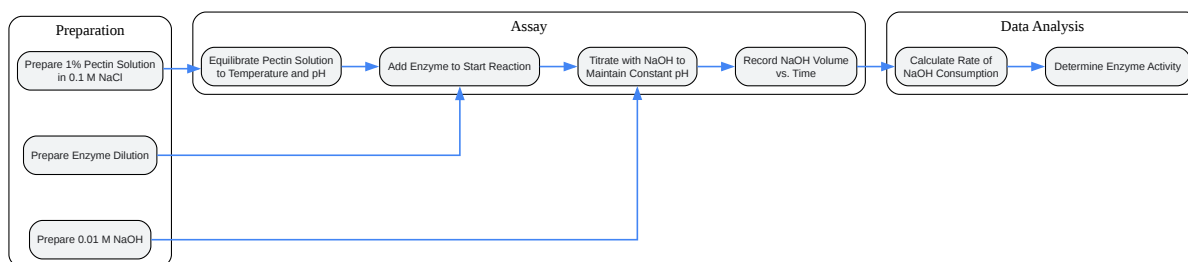 Preparation
Prepare 1% Pectin Solution
in 0.1 M NaCl
Prepare Enzyme Dilution
Prepare 0.01 M NaOH
Assay
Equilibrate Pectin Solution
to Temperature and pH
Add Enzyme to Start Reaction
Titrate with NaOH to
Maintain Constant pH
Record NaOH Volume
vs. Time
Data Analysis
Calculate Rate of
NaOH Consumption
Determine Enzyme Activity